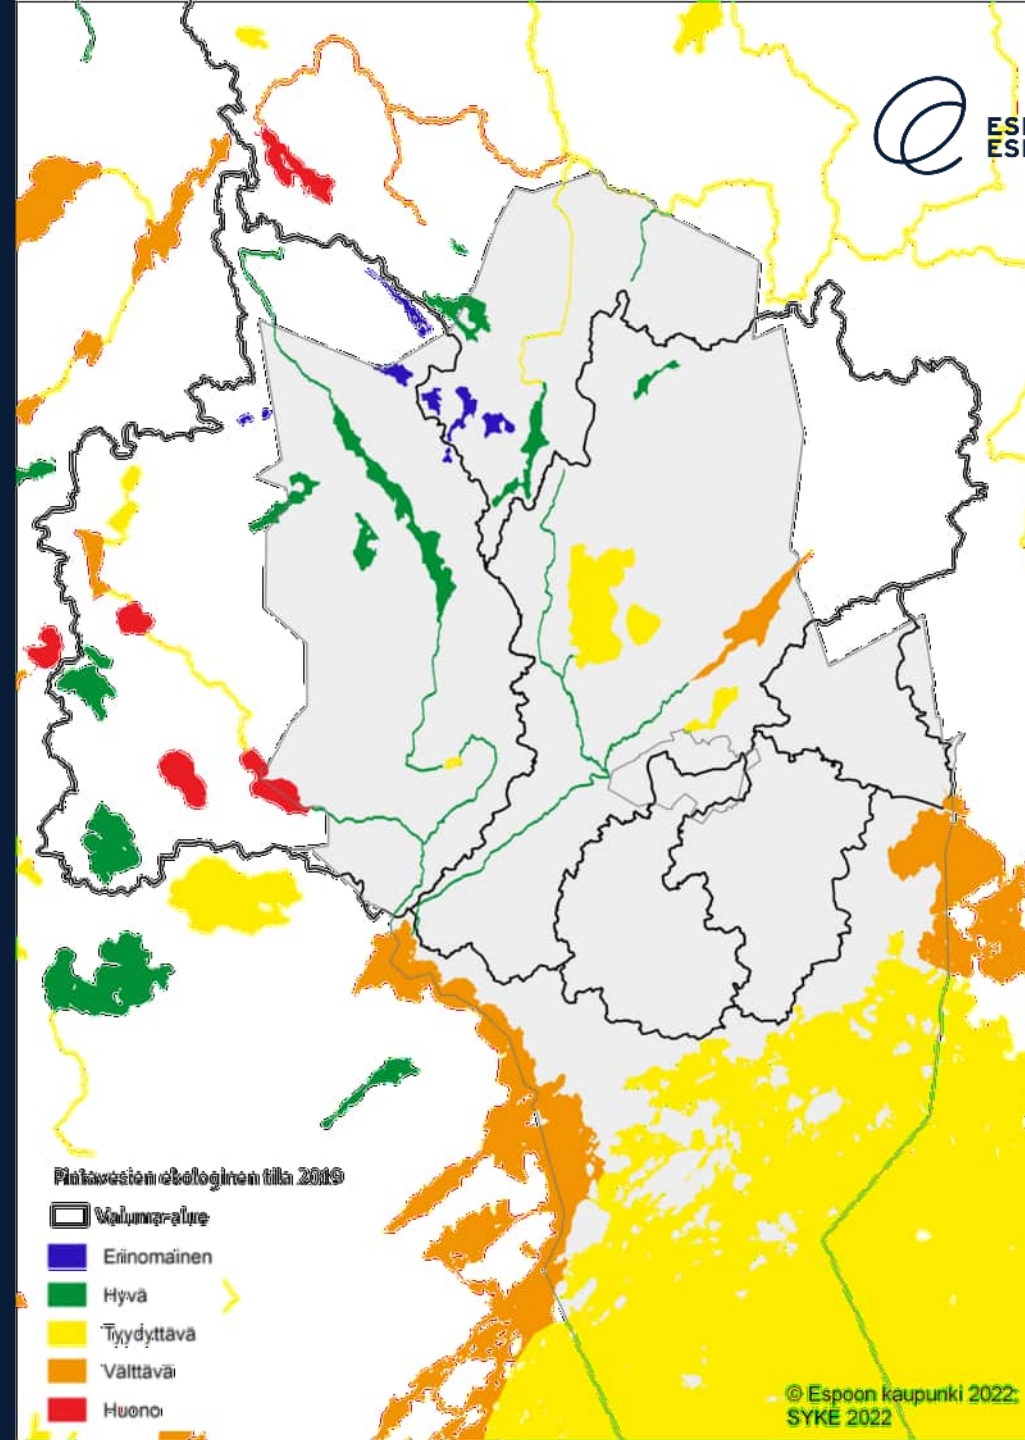 ES
ES
Pintavesien ekologinen tila 2019
Valuma-alue
Erinomainen
Hyvä
Tyydyttävä
Välttävä
Huono
© Espoon kaupunki 2022;
SYKE 2022